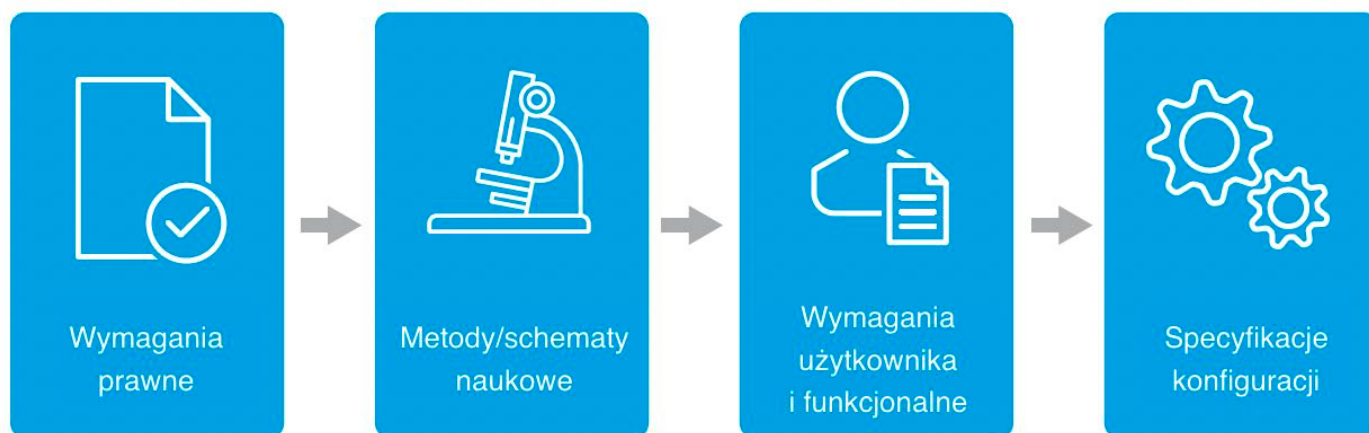 Wymagania
prawne
Metody/schematy
naukowe
Wymagania
użytkownika
i funkcjonalne
Specyfikacje
konfiguracji